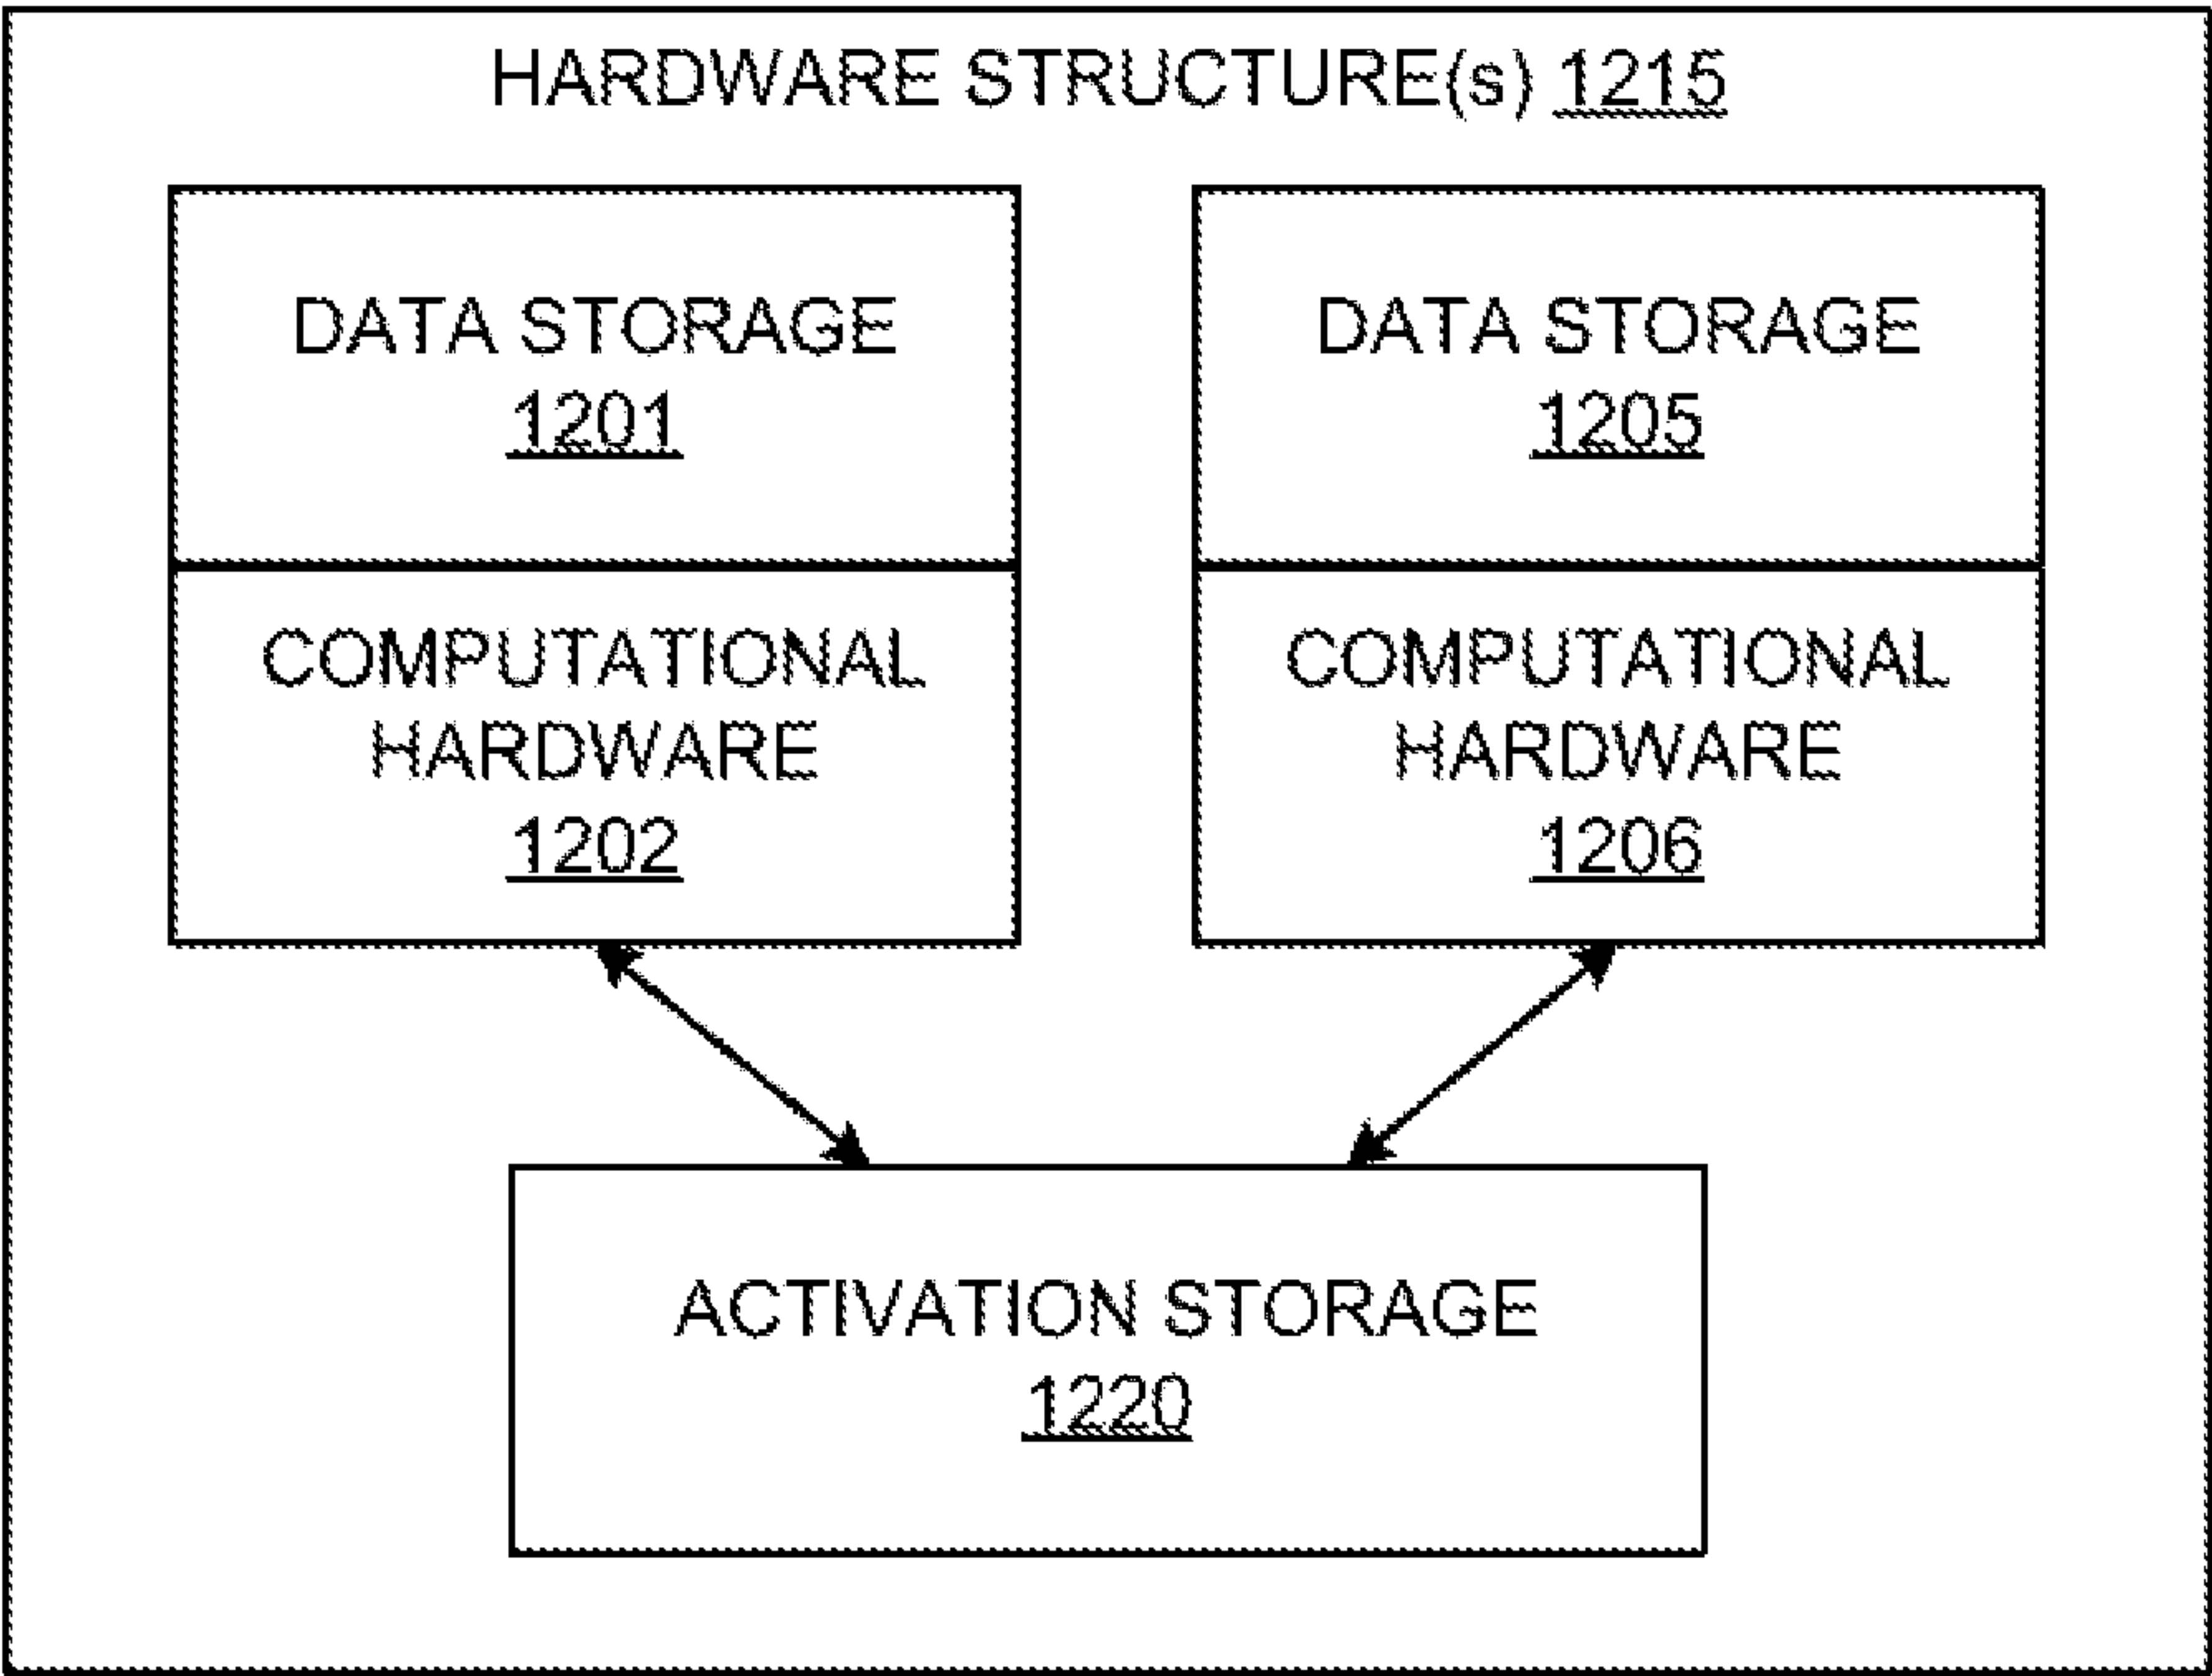 HARDWARE STRUCTURE(s) 1215
DATA STORAGE
1201
COMPUTATIONAL
HARDWARE
1202
DATA STORAGE
1205
COMPUTATIONAL
HARDWARE
1206
ACTIVATION STORAGE
1220